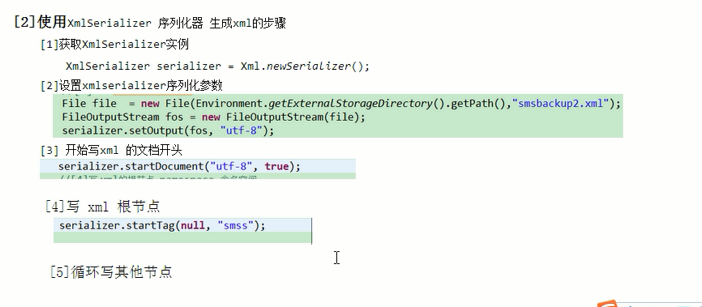 [2]使用XmlSerializer 序列化器 生成xml的步骤
[1]获取XmlSerializer实例
XmlSerializer serializer = Xml.newSerializer();
[2]设置xmlserializer序列化参数
File file  = new File(Environment.getExternalStorageDirectory().getPath(),"smsbackup2.xml");
FileOutputStream fos = new FileOutputStream(file);
serializer.setOutput(fos, "utf-8");
[3] 开始写xml 的文档开头
serializer.startDocument("utf-8", true);
[4]写 xml 根节点
serializer.startTag(null, "smss");
[5]循环写其他节点